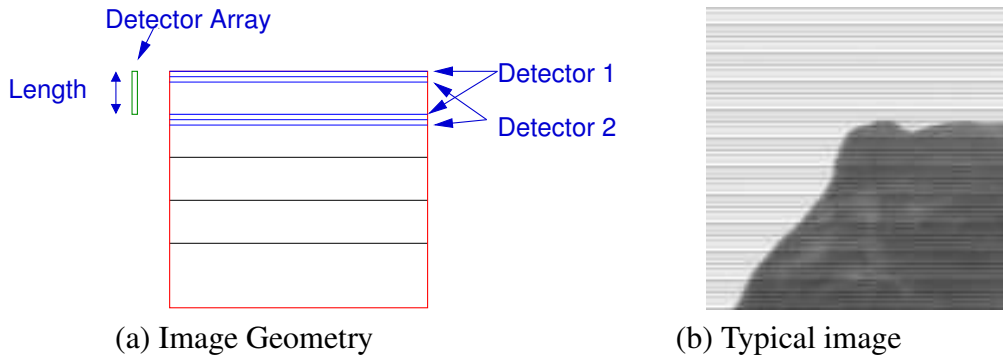 Detector Array
Length
Detector 1
Detector 2
(a) Image Geometry
(b) Typical image